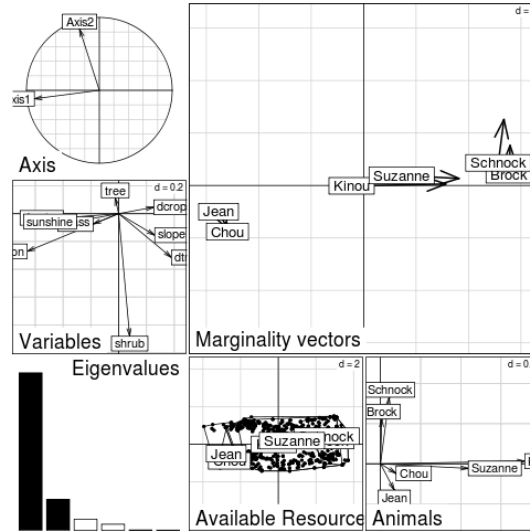 Axis2
xis1
Axis
d =
Suzanne
Kinou
Schnock
Brock
Jean
Chou
Marginality vectors
tree
d = 0.2
dcrop
sunshine
ss
slope
on
dt
shrub
Variables
Eigenvalues
d = 2
nock
Suzanne
Jean
Chou
Available Resource
d = 0.
Schnock
Brock
Chou
Suzanne
Jean
Animals